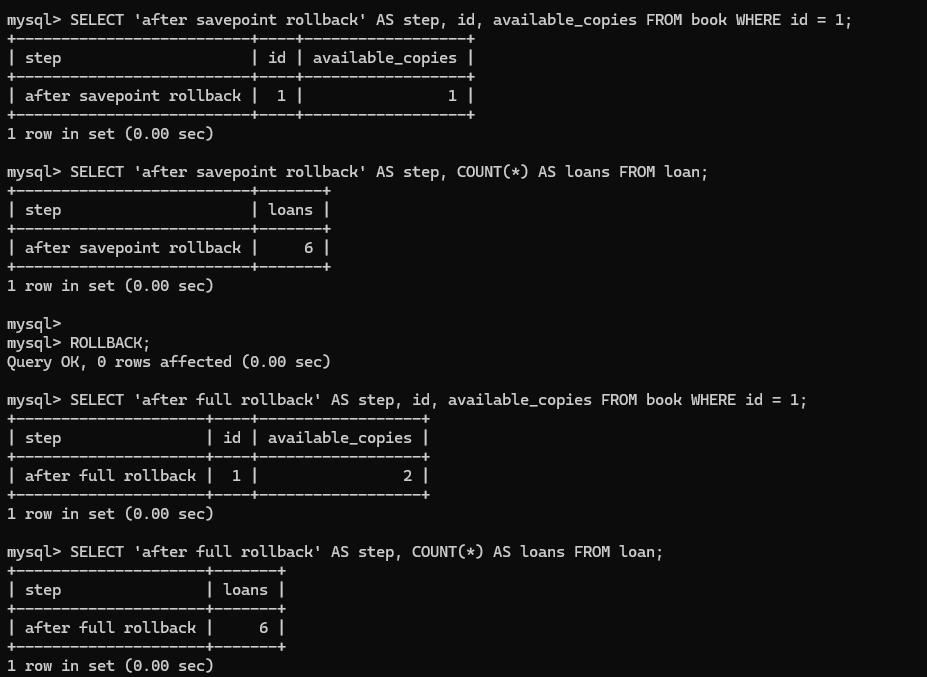 mysql> SELECT 'after savepoint rollback' AS step, id, available_copies FROM book WHERE id = 1;
+--------------------------+----+------------------+
| step                     | id | available_copies |
+--------------------------+----+------------------+
| after savepoint rollback |  1 |                1 |
+--------------------------+----+------------------+
1 row in set (0.00 sec)

mysql> SELECT 'after savepoint rollback' AS step, COUNT(*) AS loans FROM loan;
+--------------------------+-------+
| step                     | loans |
+--------------------------+-------+
| after savepoint rollback |     6 |
+--------------------------+-------+
1 row in set (0.00 sec)

mysql>
mysql> ROLLBACK;
Query OK, 0 rows affected (0.00 sec)

mysql> SELECT 'after full rollback' AS step, id, available_copies FROM book WHERE id = 1;
+---------------------+----+------------------+
| step                | id | available_copies |
+---------------------+----+------------------+
| after full rollback |  1 |                2 |
+---------------------+----+------------------+
1 row in set (0.00 sec)

mysql> SELECT 'after full rollback' AS step, COUNT(*) AS loans FROM loan;
+---------------------+-------+
| step                | loans |
+---------------------+-------+
| after full rollback |     6 |
+---------------------+-------+
1 row in set (0.00 sec)